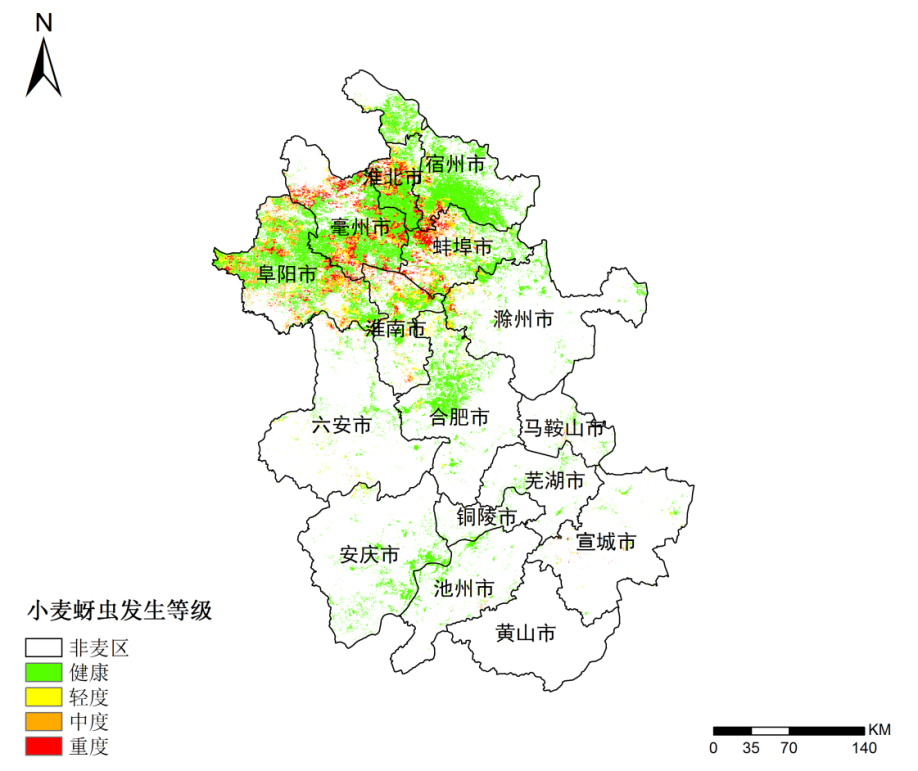 N
宿州市
淮北市
亳州市
蚌埠市
阜阳市
滁州市
淮南市
合肥市
六安市
马鞍山市
芜湖市
铜陵市
宣城市
安庆市
池州市
黄山市
小麦蚜虫发生等级
非麦区
健康
轻度
中度
重度
KM
0 35 70 140